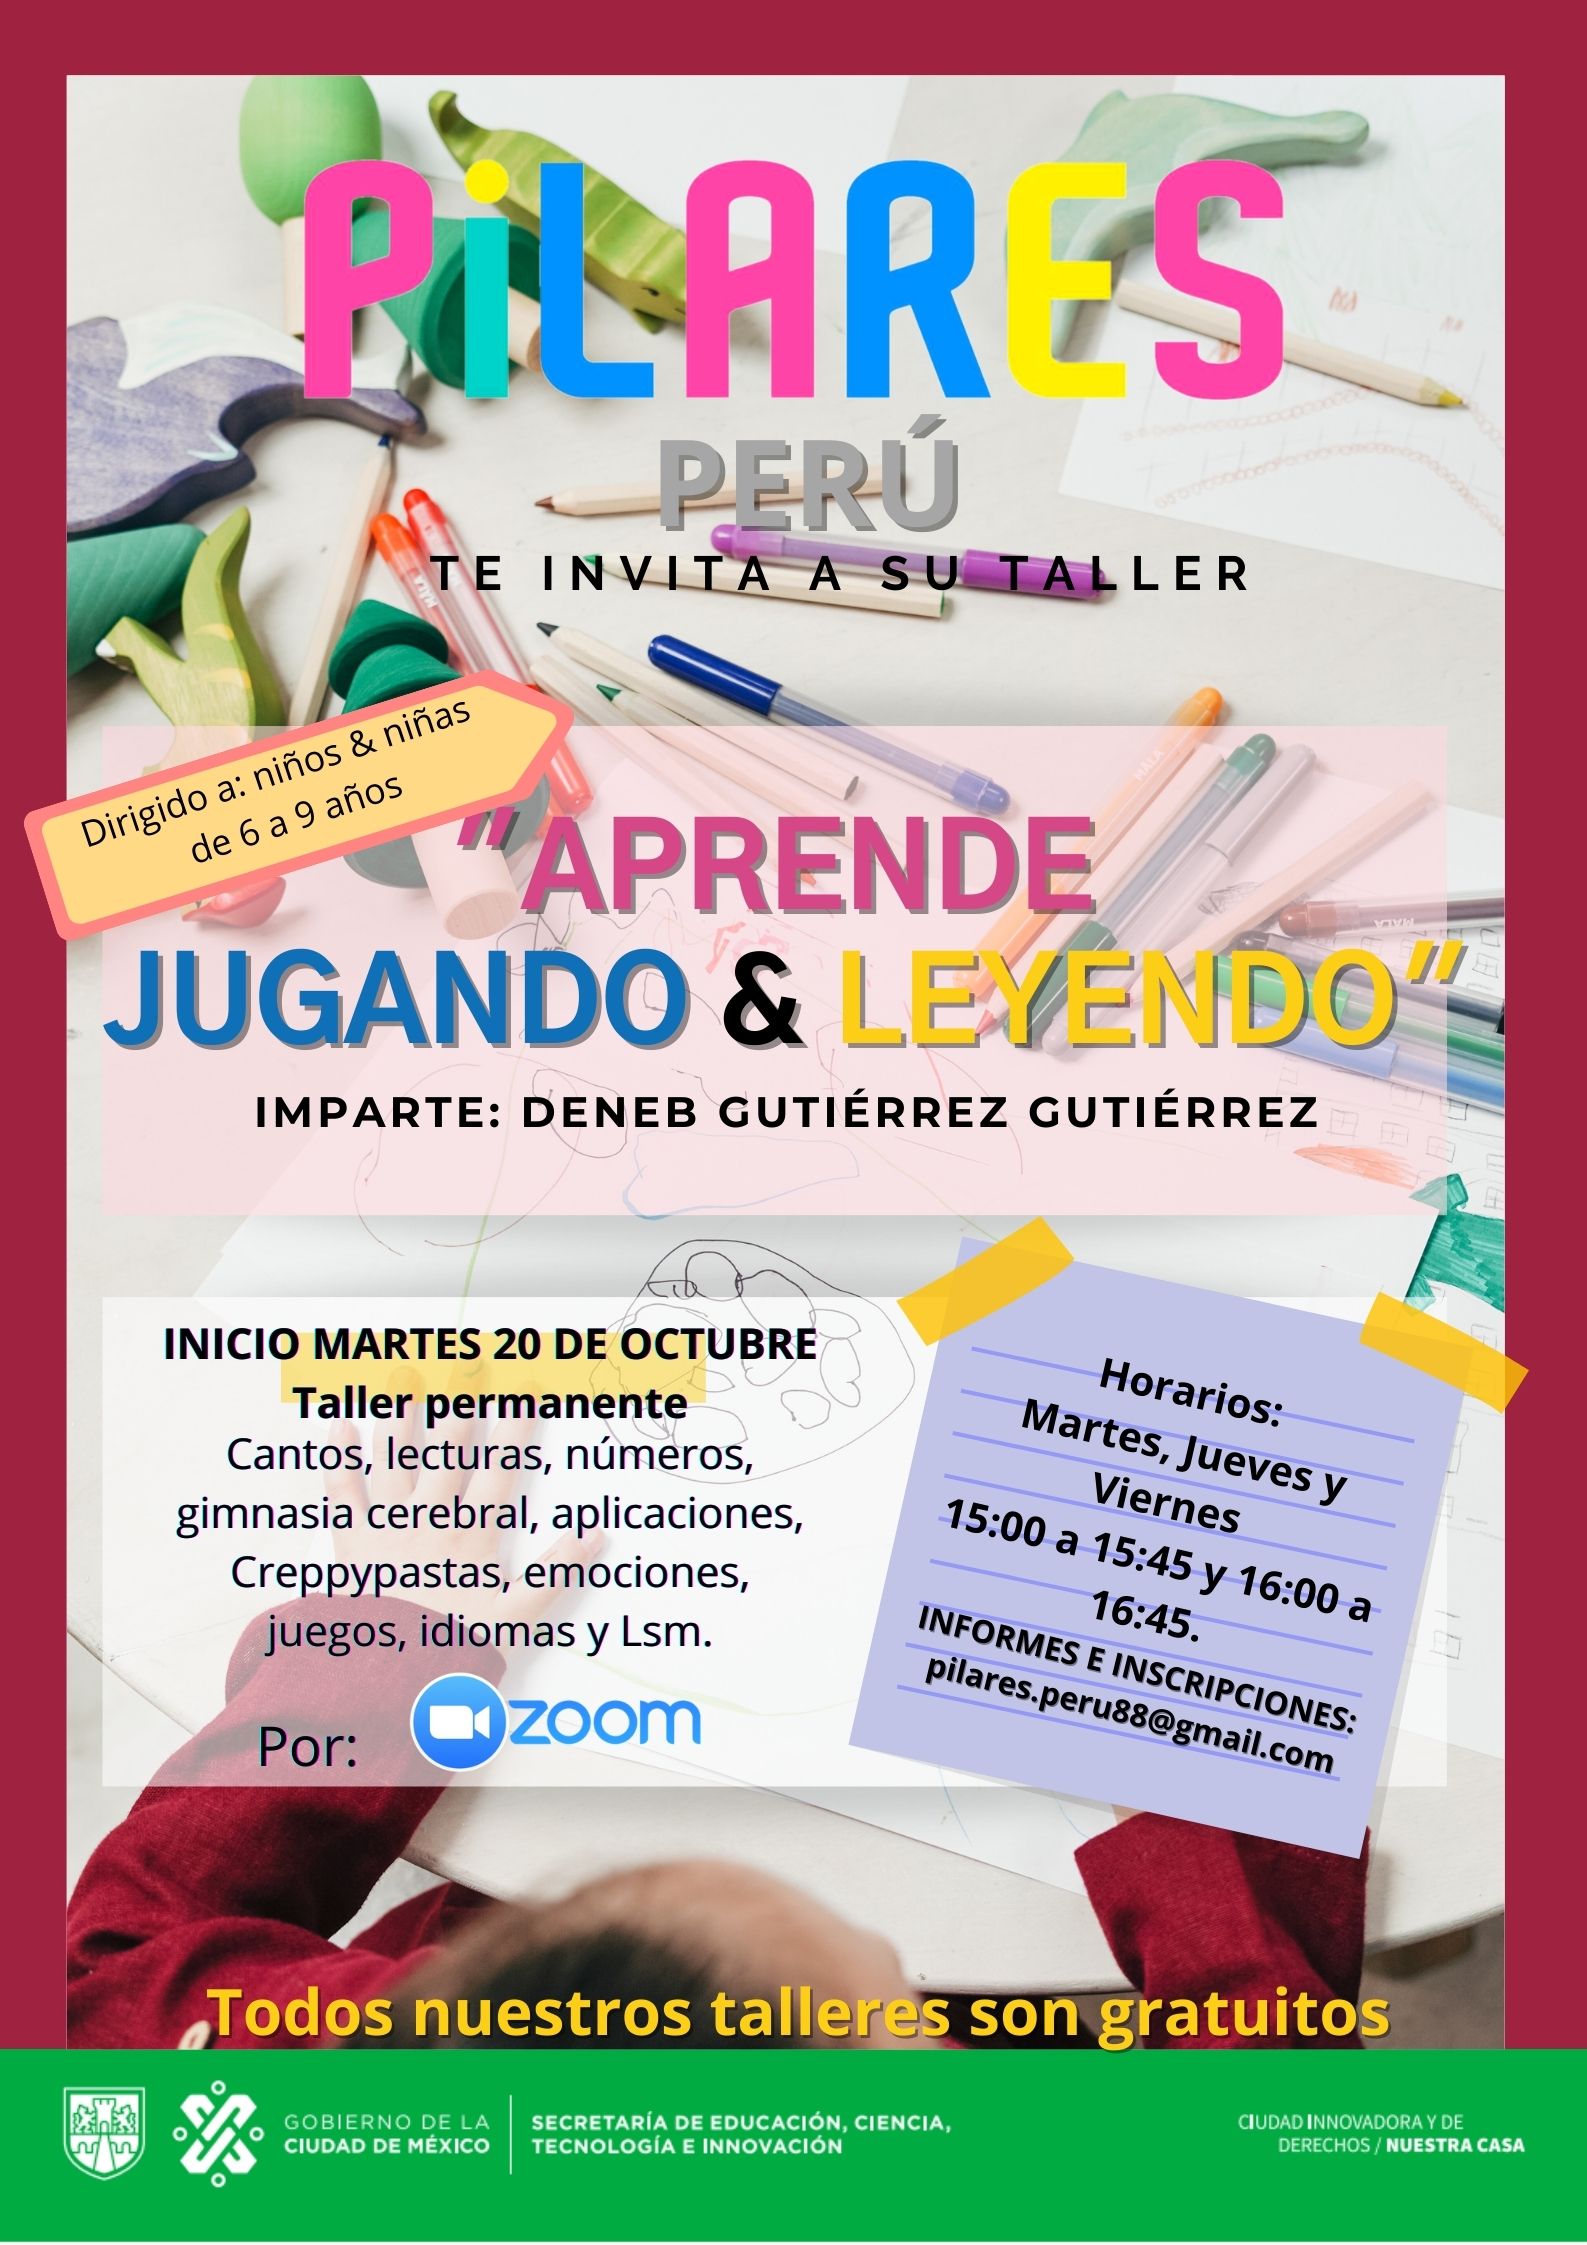 PiLARES
PERÚ
TE INVITA A SU TALLER
Dirigido a: niños & niñas
de 6 a 9 años
"APRENDE
JUGANDO & LEYENDO"
IMPARTE: DENEB GUTIÉRREZ GUTIÉRREZ
INICIO MARTES 20 DE OCTUBRE
Taller permanente
Cantos, lecturas, números,
gimnasia cerebral, aplicaciones,
Creppypastas, emociones,
juegos, idiomas y Lsm.
Por:
zoom
Horarios:
Martes, Jueves y
Viernes
15:00 a 15:45 y 16:00 a
16:45.
INFORMES E INSCRIPCIONES:
pilares.peru88@gmail.com
Todos nuestros talleres son gratuitos
GOBIERNO DE LA
CIUDAD DE MÉXICO
SECRETARÍA DE EDUCACIÓN, CIENCIA,
TECNOLOGÍA E INNOVACIÓN
CIUDAD INNOVADORA Y DE
DERECHOS / NUESTRA CASA
MALA
MALA
MALA